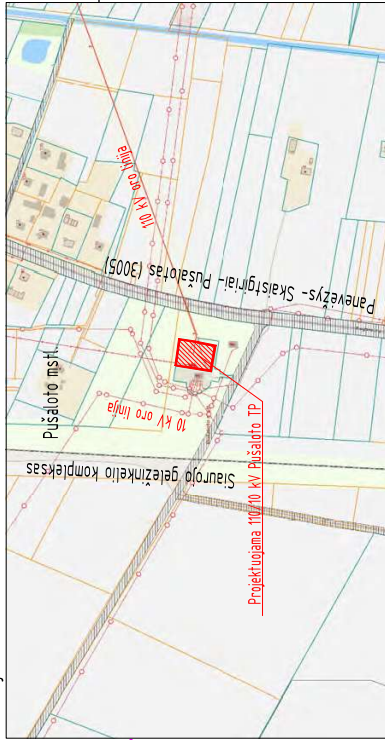 110 kV oro linija
Panevėžys- Skaistgiriai- Pušalotas (3005)
Pušaloto mstl.
10 kV oro linija
Siaurojo geležinkelio kompleksas
Projektuojama 110/10 kV Pušaloto TP